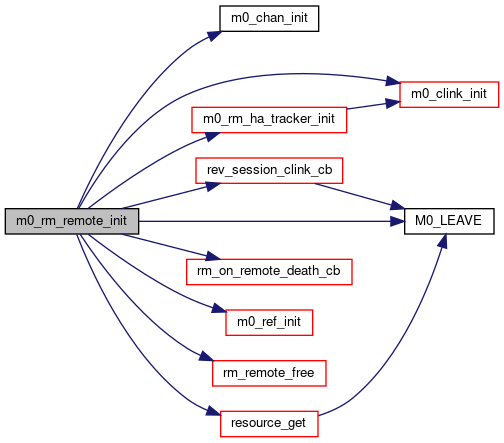 m0_chan_init
m0_clink_init
m0_rm_ha_tracker_init
rev_session_clink_cb
m0_rm_remote_init
M0_LEAVE
rm_on_remote_death_cb
m0_ref_init
rm_remote_free
resource_get